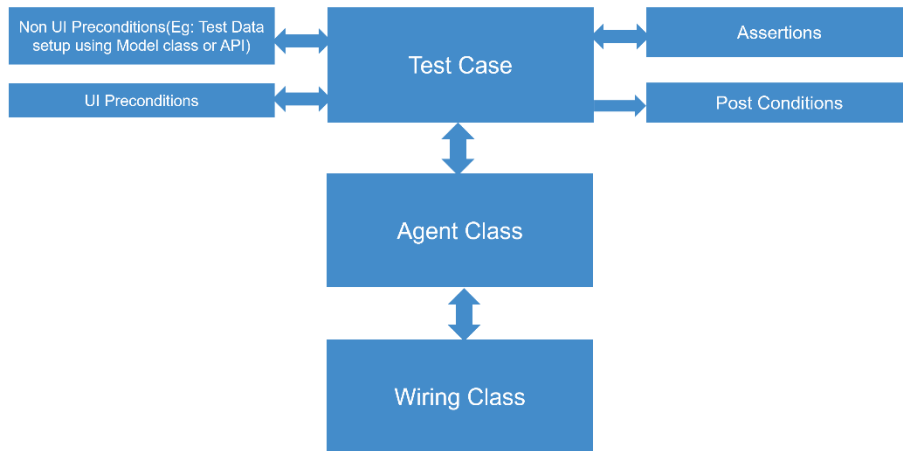 Non UI Preconditions(Eg: Test Data
setup using Model class or API)
UI Preconditions
Test Case
Assertions
Post Conditions
Agent Class
Wiring Class